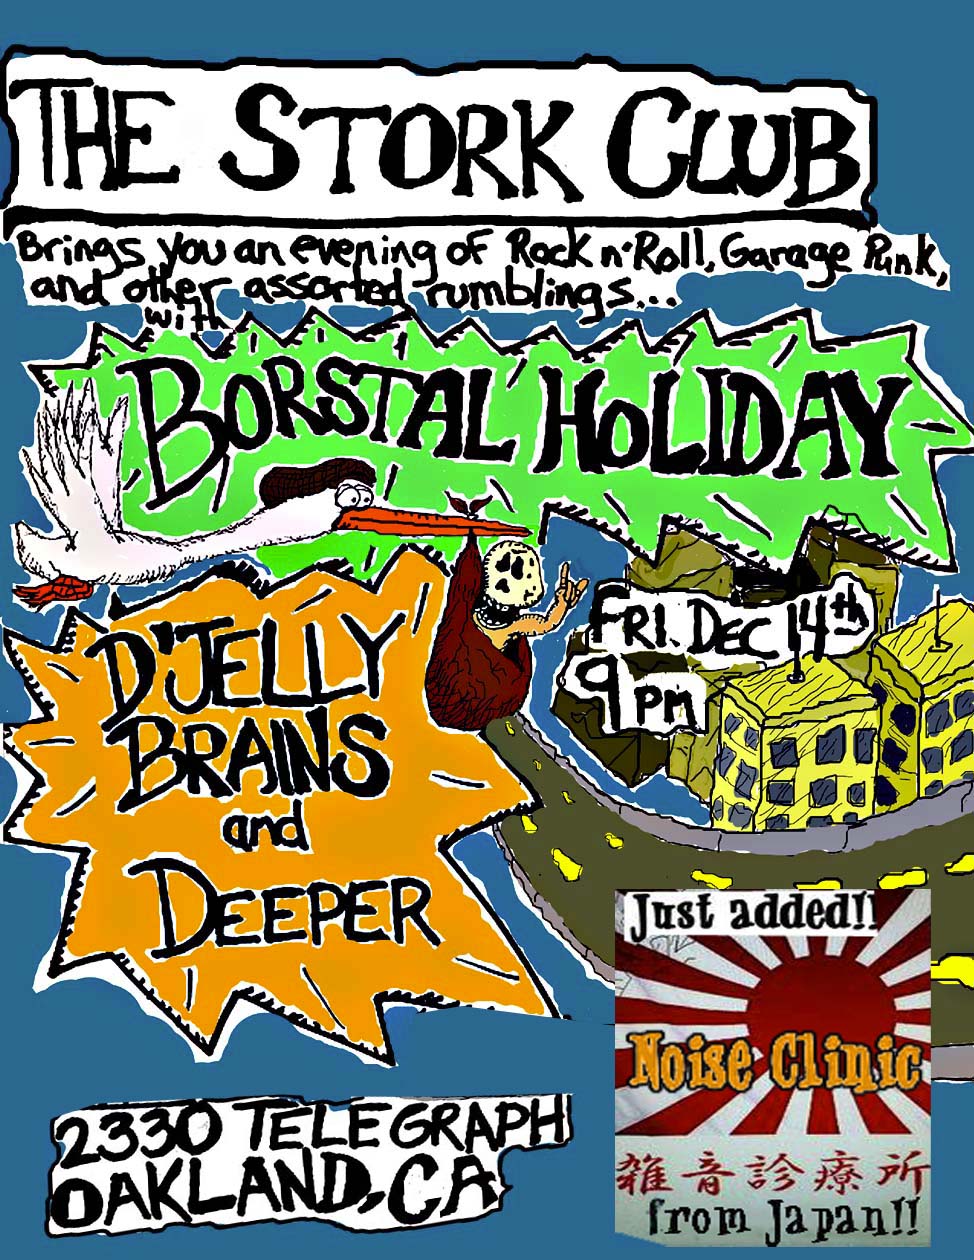 THE STORK CLUB
Brings you an evening of Rock n' Roll, Garage Punk,
and other assorted rumblings...
with
BORSTAL HOLIDAY
FRI. DEC 14th
9 PM
D'JELLY
BRAINS
and
DEEPER
Just added!!
Noise Clinic
雑音診療所
from Japan!!
2330 TELEGRAPH
OAKLAND, CA